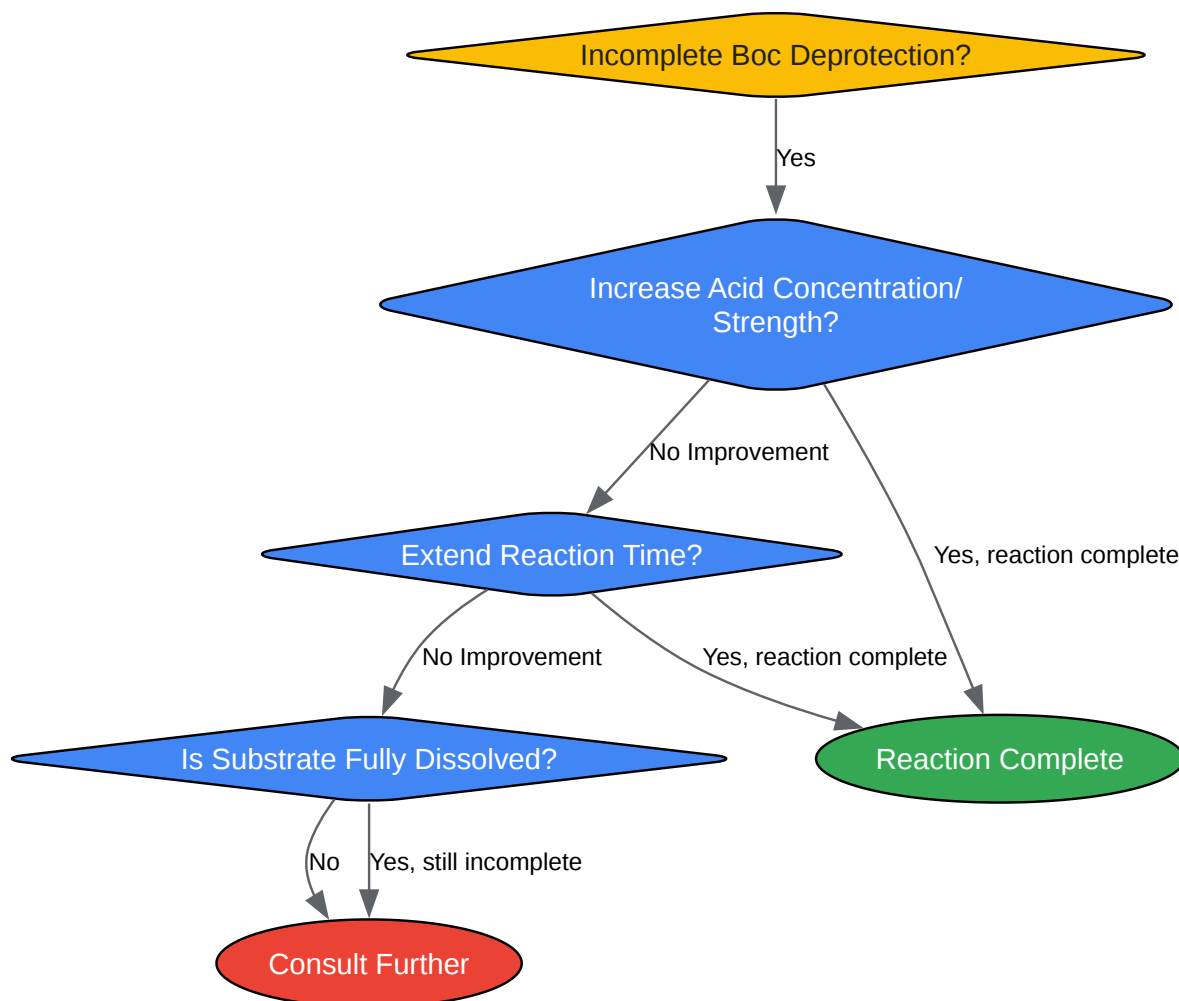 Incomplete Boc Deprotection?
Yes
Increase Acid Concentration/
Strength?
No Improvement
Extend Reaction Time?
Yes, reaction complete
No Improvement
Yes, reaction complete
Is Substrate Fully Dissolved?
Reaction Complete
No
Yes, still incomplete
Consult Further